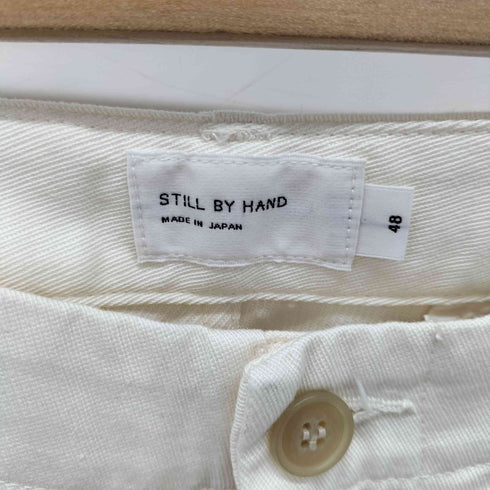 STILL BY HAND
MADE IN JAPAN
48